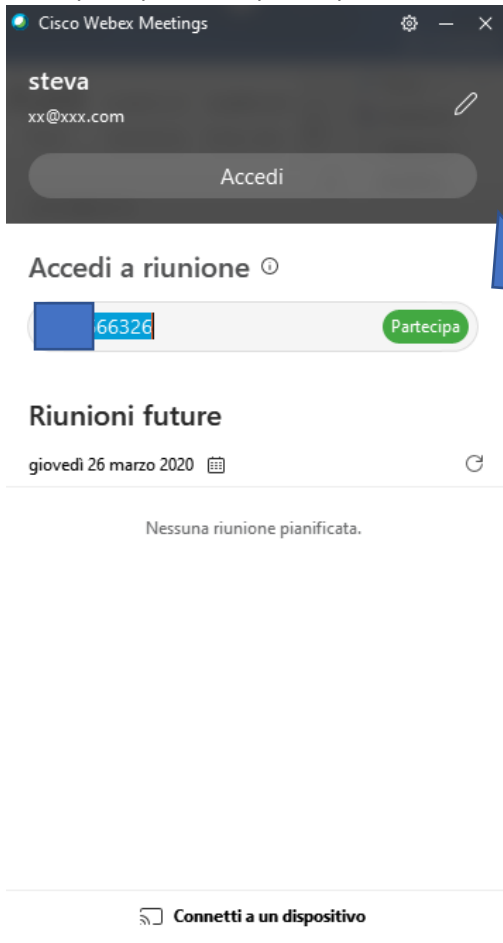 Cisco Webex Meetings
steva
xx@xxx.com
Accedi
Accedi a riunione
66326
Partecipa
Riunioni future
giovedì 26 marzo 2020
Nessuna riunione pianificata.
Connetti a un dispositivo